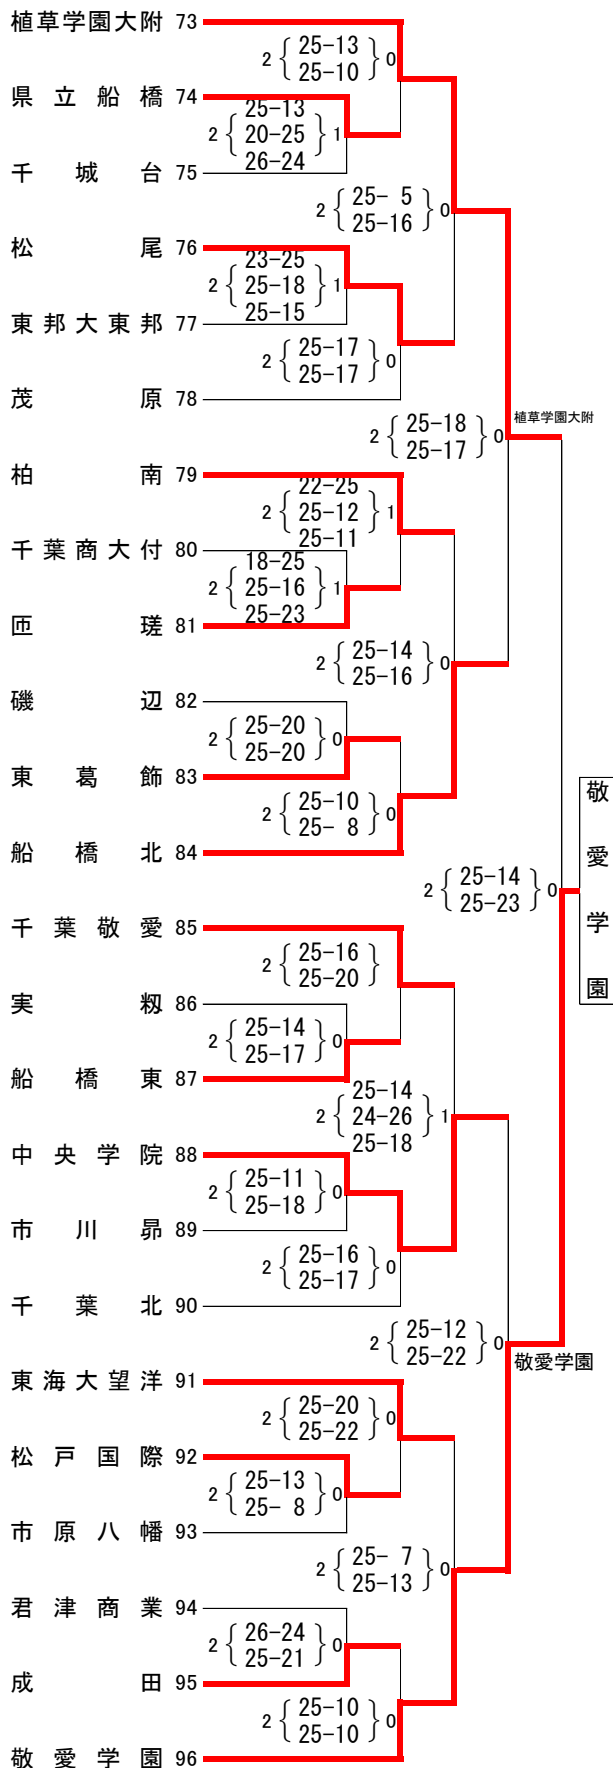 植草学園大附 73
2 25-13 0
25-10
県立船橋 74
25-13
2 20-25 1
26-24
千城台 75
2 25- 5 0
25-16
松尾 76
23-25
2 25-18 1
25-15
東邦大東邦 77
2 25-17 0
25-17
茂原 78
植草学園大附
2 25-18 0
25-17
柏南 79
22-25
2 25-12 1
25-11
千葉商大付 80
18-25
2 25-16 1
25-23
匝瑳 81
2 25-14 0
25-16
磯辺 82
2 25-20 0
25-20
東葛飾 83
2 25-10 0
25- 8
船橋北 84
敬愛学園
2 25-14 0
25-23
千葉敬愛 85
2 25-16
25-20
実籾 86
2 25-14 0
25-17
船橋東 87
25-14
2 24-26 1
25-18
中央学院 88
2 25-11 0
25-18
市川昴 89
2 25-16 0
25-17
千葉北 90
2 25-12 0
25-22
敬愛学園
東海大望洋 91
2 25-20 0
25-22
松戸国際 92
2 25-13 0
25- 8
市原八幡 93
2 25- 7 0
25-13
君津商業 94
2 26-24 0
25-21
成田 95
2 25-10 0
25-10
敬愛学園 96